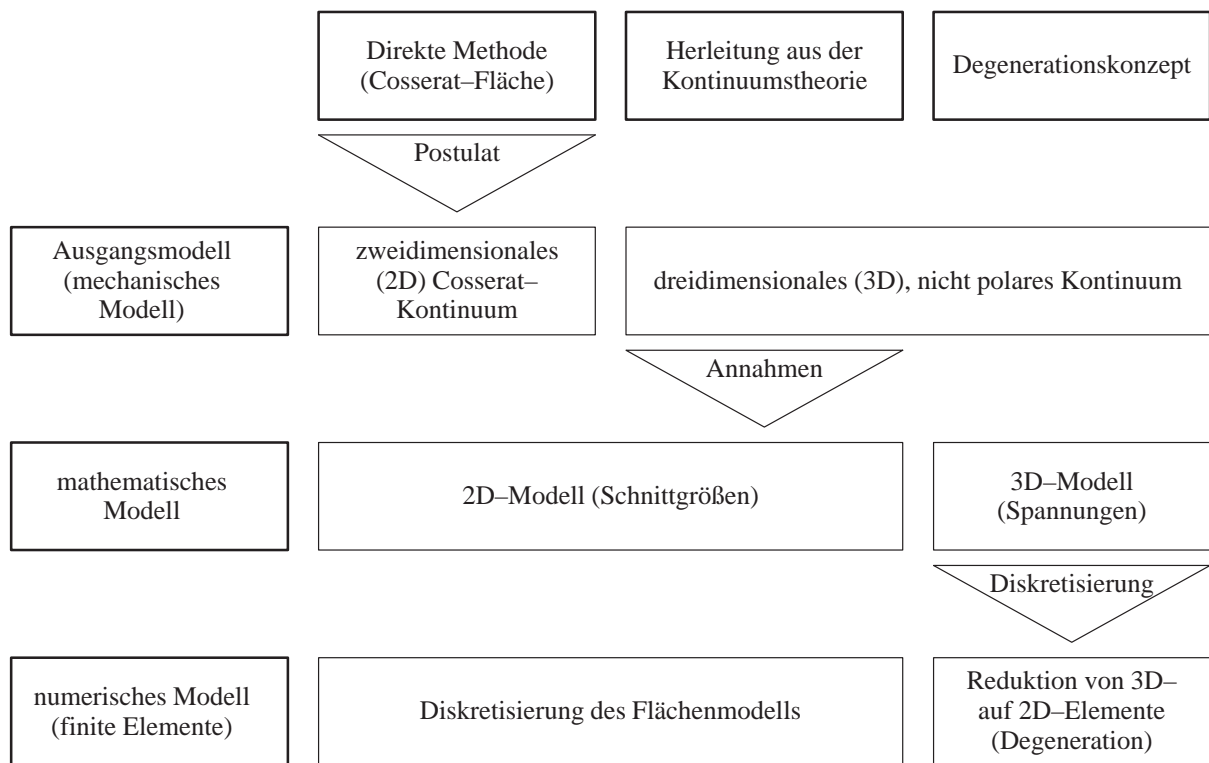 Direkte Methode
(Cosserat–Fläche)
Herleitung aus der
Kontinuumstheorie
Degenerationskonzept
Postulat
Ausgangsmodell
(mechanisches
Modell)
zweidimensionales
(2D) Cosserat–
Kontinuum
dreidimensionales (3D), nicht polares Kontinuum
Annahmen
mathematisches
Modell
2D–Modell (Schnittgrößen)
3D–Modell
(Spannungen)
Diskretisierung
numerisches Modell
(finite Elemente)
Diskretisierung des Flächenmodells
Reduktion von 3D–
auf 2D–Elemente
(Degeneration)